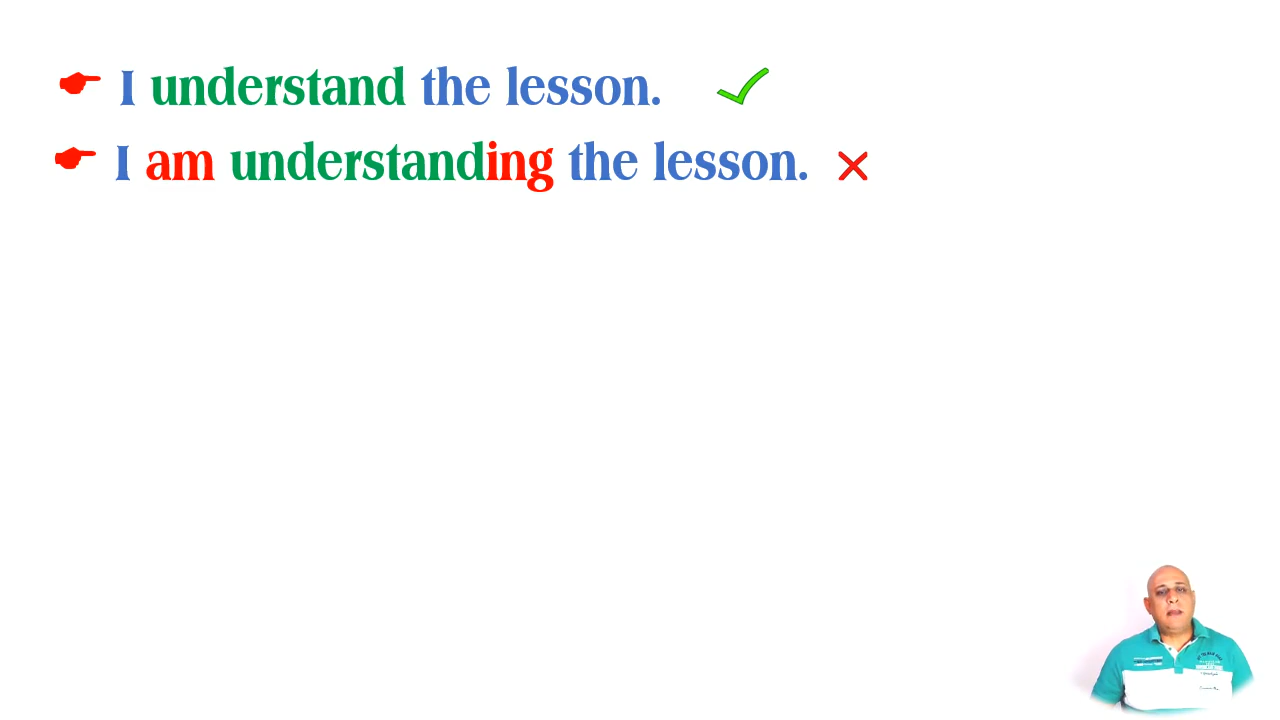 I understand the lesson.
I am understanding the lesson.